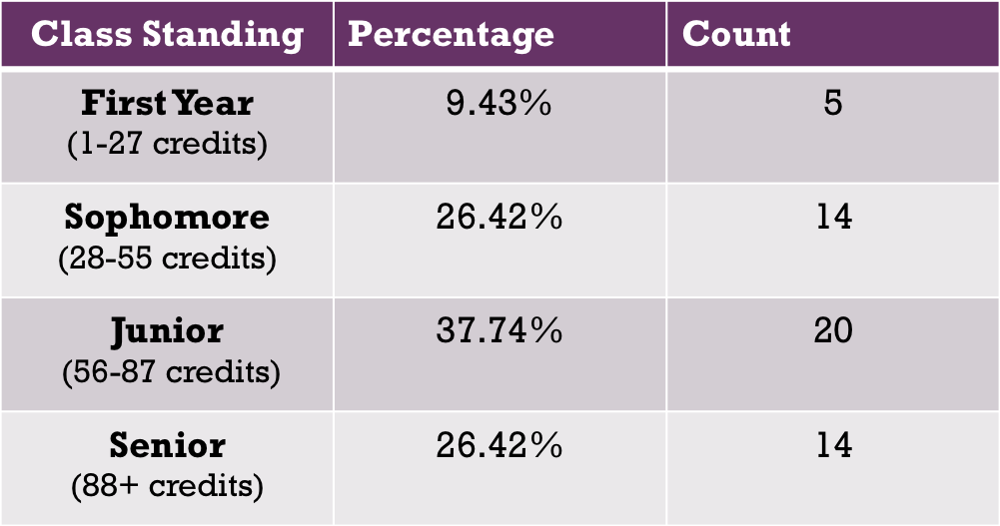 Class Standing Percentage Count
First Year 9.43% 5
(1-27 credits)
Sophomore 26.42% 14
(28-55 credits)
Junior 37.74% 20
(56-87 credits)
Senior 26.42% 14
(88+ credits)